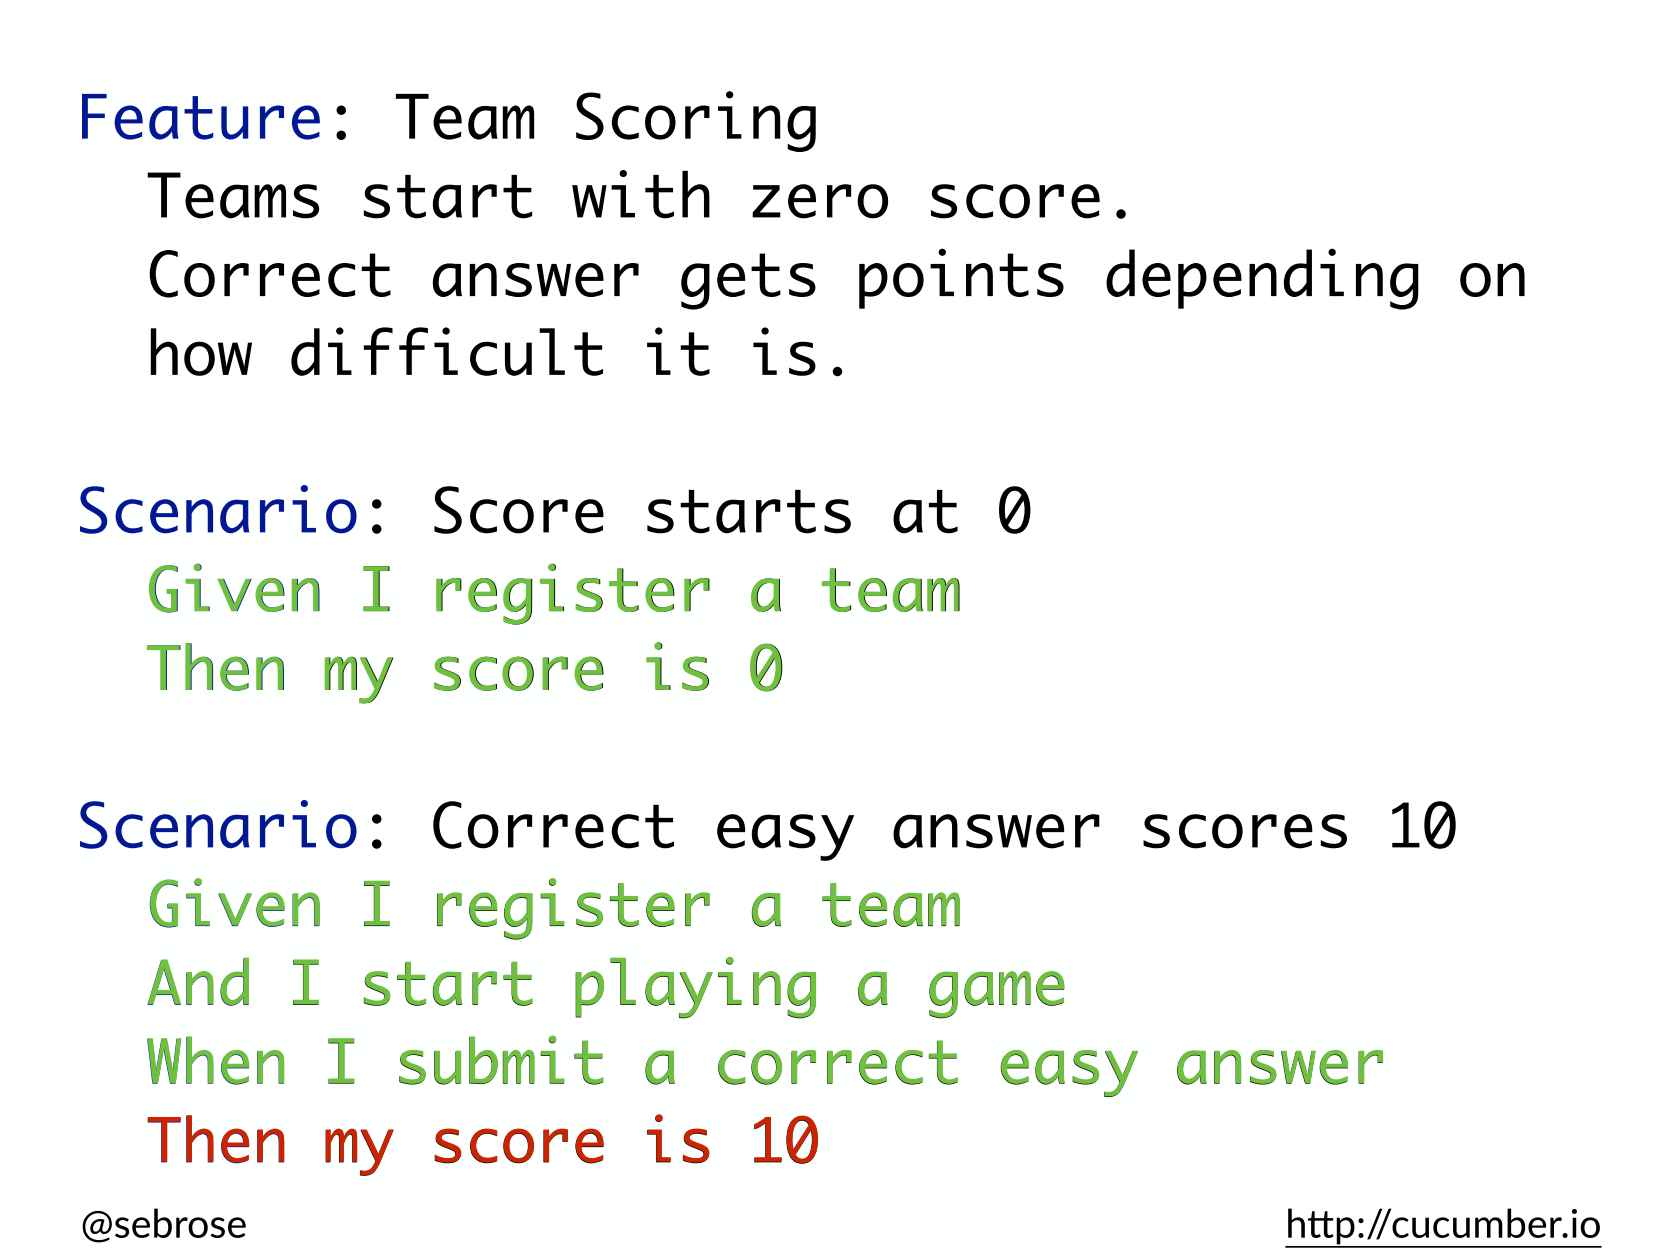 Feature: Team Scoring
  Teams start with zero score.
  Correct answer gets points depending on
  how difficult it is.
Scenario: Score starts at 0
  Given I register a team
  Then my score is 0
Scenario: Correct easy answer scores 10
  Given I register a team
  And I start playing a game
  When I submit a correct easy answer
  Then my score is 10
@sebrose
http://cucumber.io